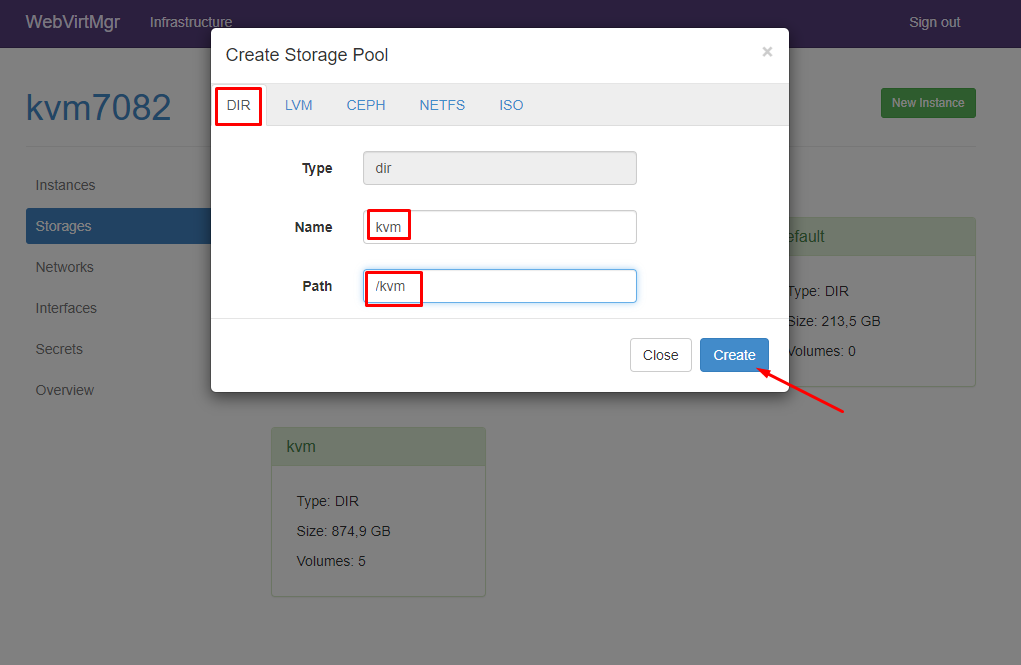 WebVirtMgr Infrastructure Sign out
Create Storage Pool ×
DIR LVM CEPH NETFS ISO
kvm7082
New Instance
Type dir
Name kvm
Path /kvm
Close Create
Instances
Storages
Networks
Interfaces
Secrets
Overview
efault
Type: DIR
Size: 213,5 GB
Volumes: 0
kvm
Type: DIR
Size: 874,9 GB
Volumes: 5